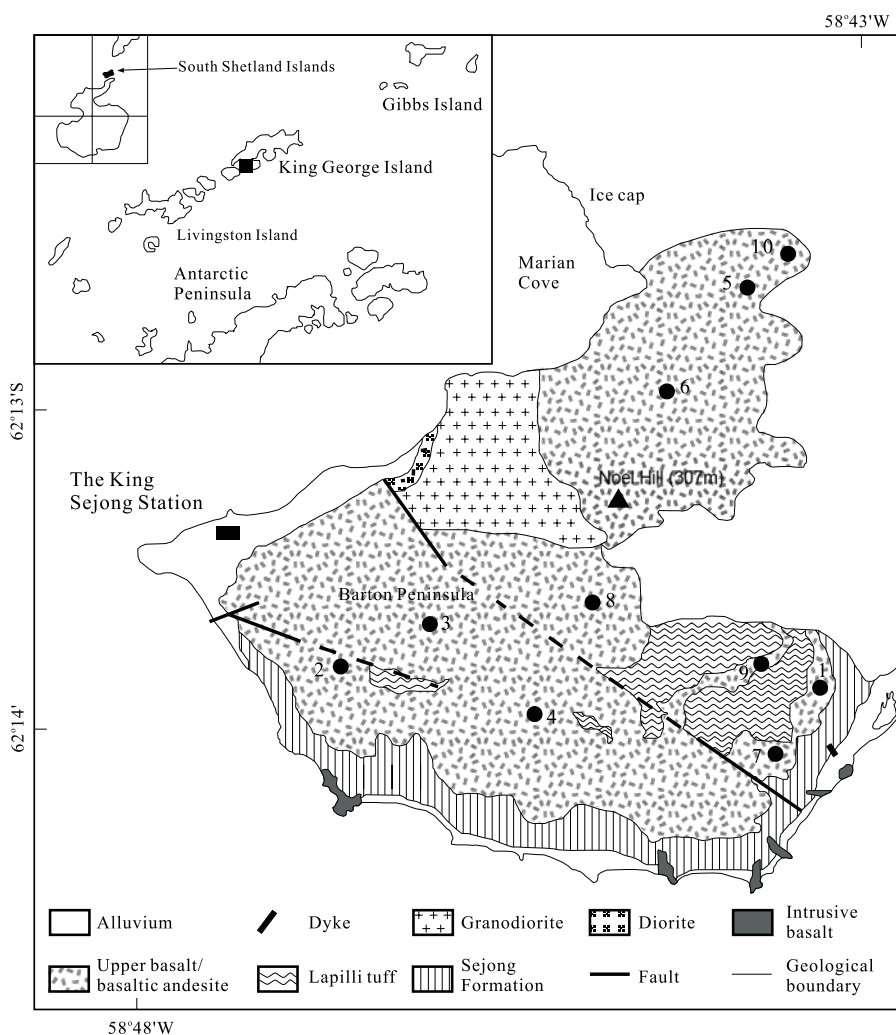 58°43'W
South Shetland Islands
Gibbs Island
King George Island
Livingston Island
Antarctic
Peninsula
Ice cap
Marian
Cove
10
5
6
62°13'S
Noel Hill (307m)
The King
Sejong Station
Barton Peninsula
8
3
2
9
1
4
7
62°14'
Alluvium
Dyke
Granodiorite
Diorite
Intrusive
basalt
Upper basalt/
basaltic andesite
Lapilli tuff
Sejong
Formation
Fault
Geological
boundary
58°48'W